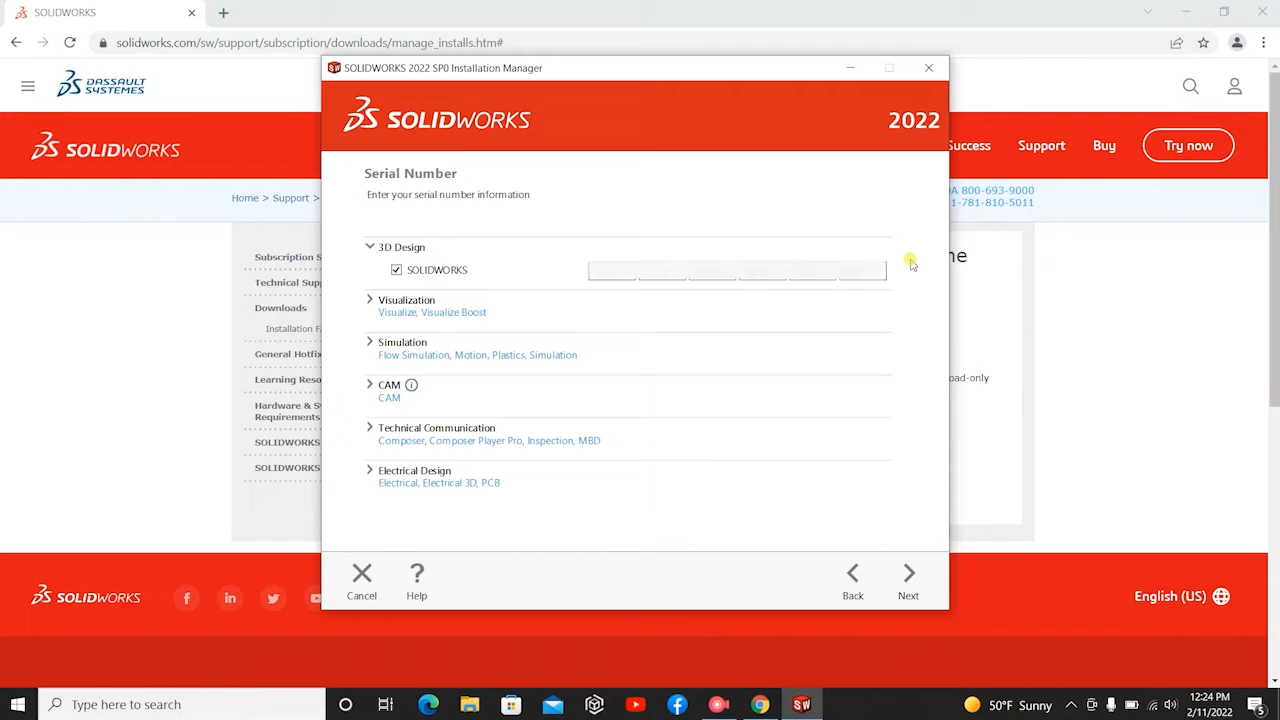 SOLIDWORKS
solidworks.com/sw/support/subscription/downloads/manage_installs.htm#
SOLIDWORKS 2022 SP0 Installation Manager
DASSAULT
SYSTEMES
SOLIDWORKS
SOLIDWORKS
2022
Success
Support
Buy
Try now
Home > Support >
800-693-9000
1-781-810-5011
Serial Number
Enter your serial number information
3D Design
SOLIDWORKS
Visualization
Visualize, Visualize Boost
Simulation
Flow Simulation, Motion, Plastics, Simulation
CAM
CAM
Technical Communication
Composer, Composer Player Pro, Inspection, MBD
Electrical Design
Electrical, Electrical 3D, PCB
Cancel
Help
Back
Next
Subscription S
Technical Supp
Downloads
Installation F
General Hotfix
Learning Reso
Hardware & S
Requirements
SOLIDWORKS
SOLIDWORKS
ne
oad-only
SOLIDWORKS
English (US)
Type here to search
50°F Sunny
12:24 PM
2/11/2022